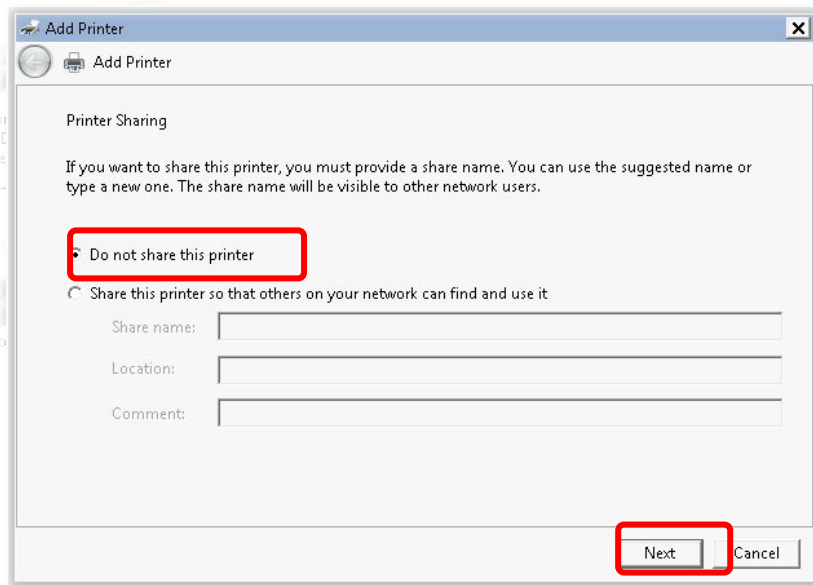 Add Printer
Add Printer
Printer Sharing
If you want to share this printer, you must provide a share name. You can use the suggested name or
type a new one. The share name will be visible to other network users.
Do not share this printer
Share this printer so that others on your network can find and use it
Share name:
Location:
Comment:
Next Cancel